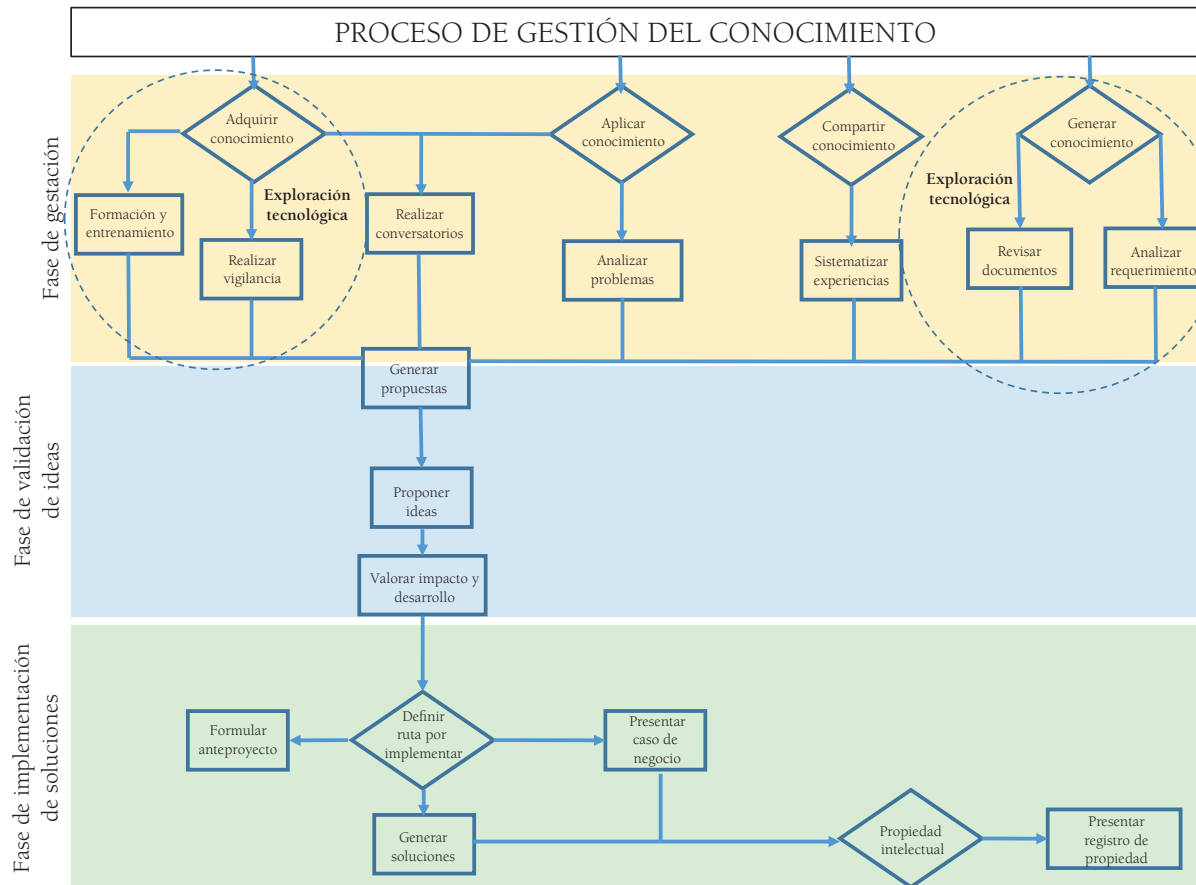 PROCESO DE GESTIÓN DEL CONOCIMIENTO
Fase de gestación
Adquirir
conocimiento
Aplicar
conocimiento
Compartir
conocimiento
Generar
conocimiento
Exploración
tecnológica
Exploración
tecnológica
Formación y
entrenamiento
Realizar
vigilancia
Realizar
conversatorios
Analizar
problemas
Sistematizar
experiencias
Revisar
documentos
Analizar
requerimiento
Fase de validación
de ideas
Generar
propuestas
Proponer
ideas
Valorar impacto y
desarrollo
Fase de implementación
de soluciones
Formular
anteproyecto
Definir
ruta por
implementar
Presentar
caso de
negocio
Generar
soluciones
Propiedad
intelectual
Presentar
registro de
propiedad